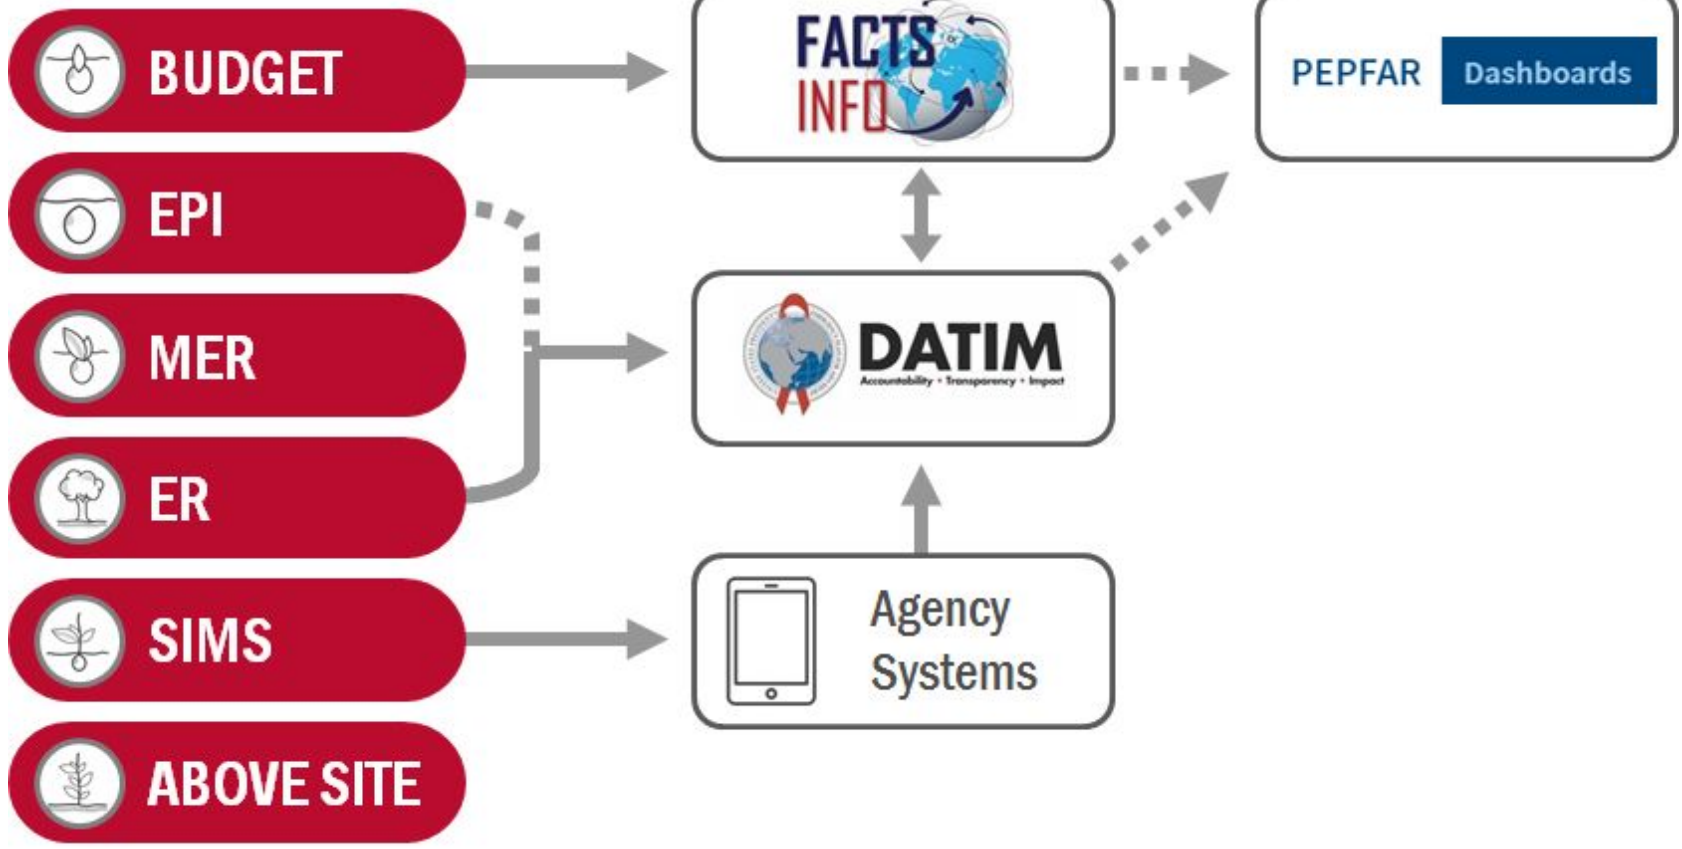 BUDGET
EPI
MER
ER
SIMS
ABOVE SITE
FACTS
INFO
DATIM
Accountability • Transparency • Impact
Agency
Systems
PEPFAR Dashboards